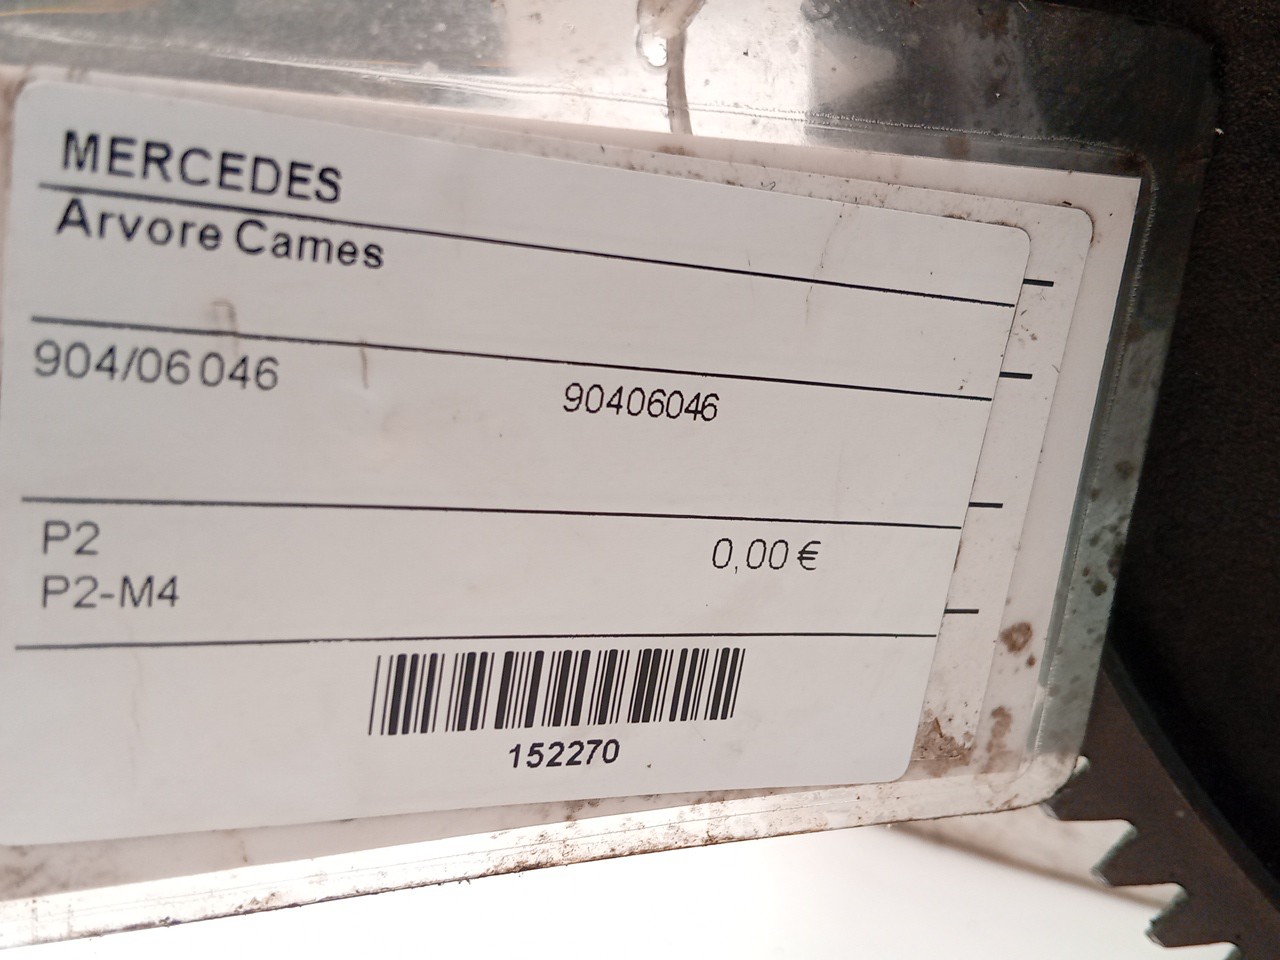 MERCEDES
Arvore Cames
904/06 046 90406046
P2 0,00 €
P2-M4
152270